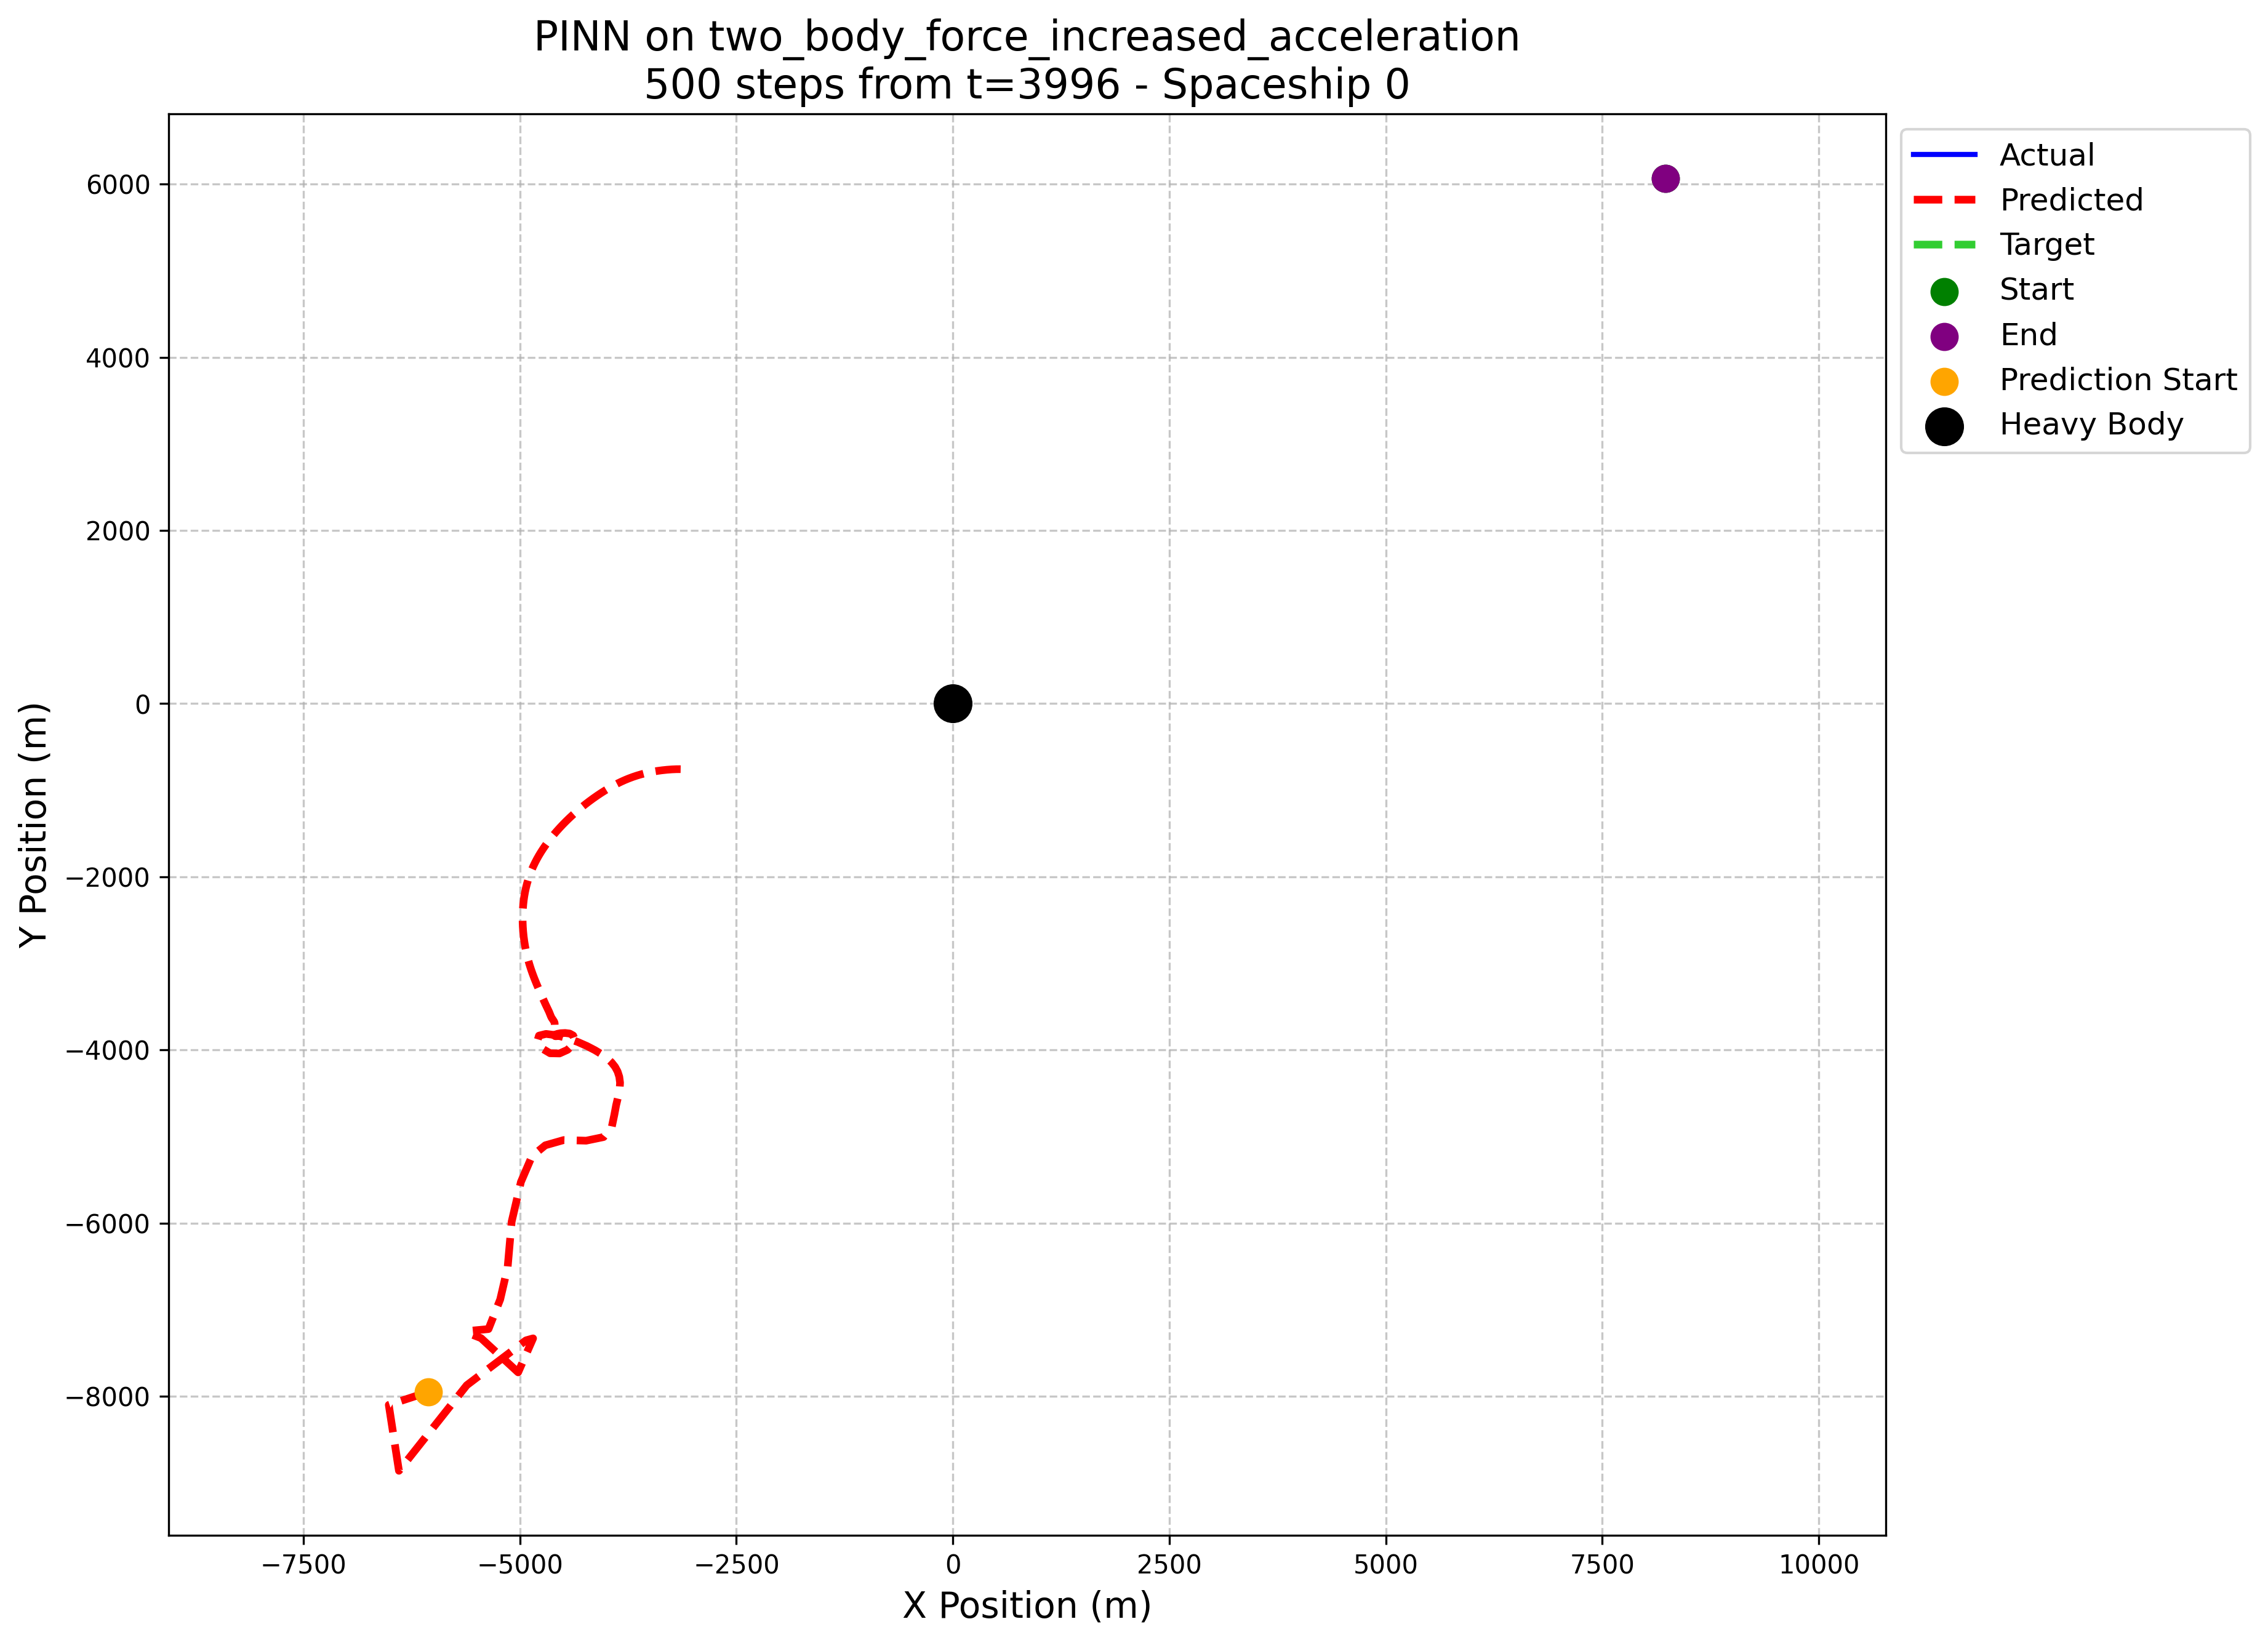 PINN on two_body_force_increased_acceleration
500 steps from t=3996 - Spaceship 0
Actual
Predicted
Target
Start
End
Prediction Start
Heavy Body
Y Position (m)
6000
4000
2000
0
−2000
−4000
−6000
−8000
−7500
−5000
−2500
0
2500
5000
7500
10000
X Position (m)